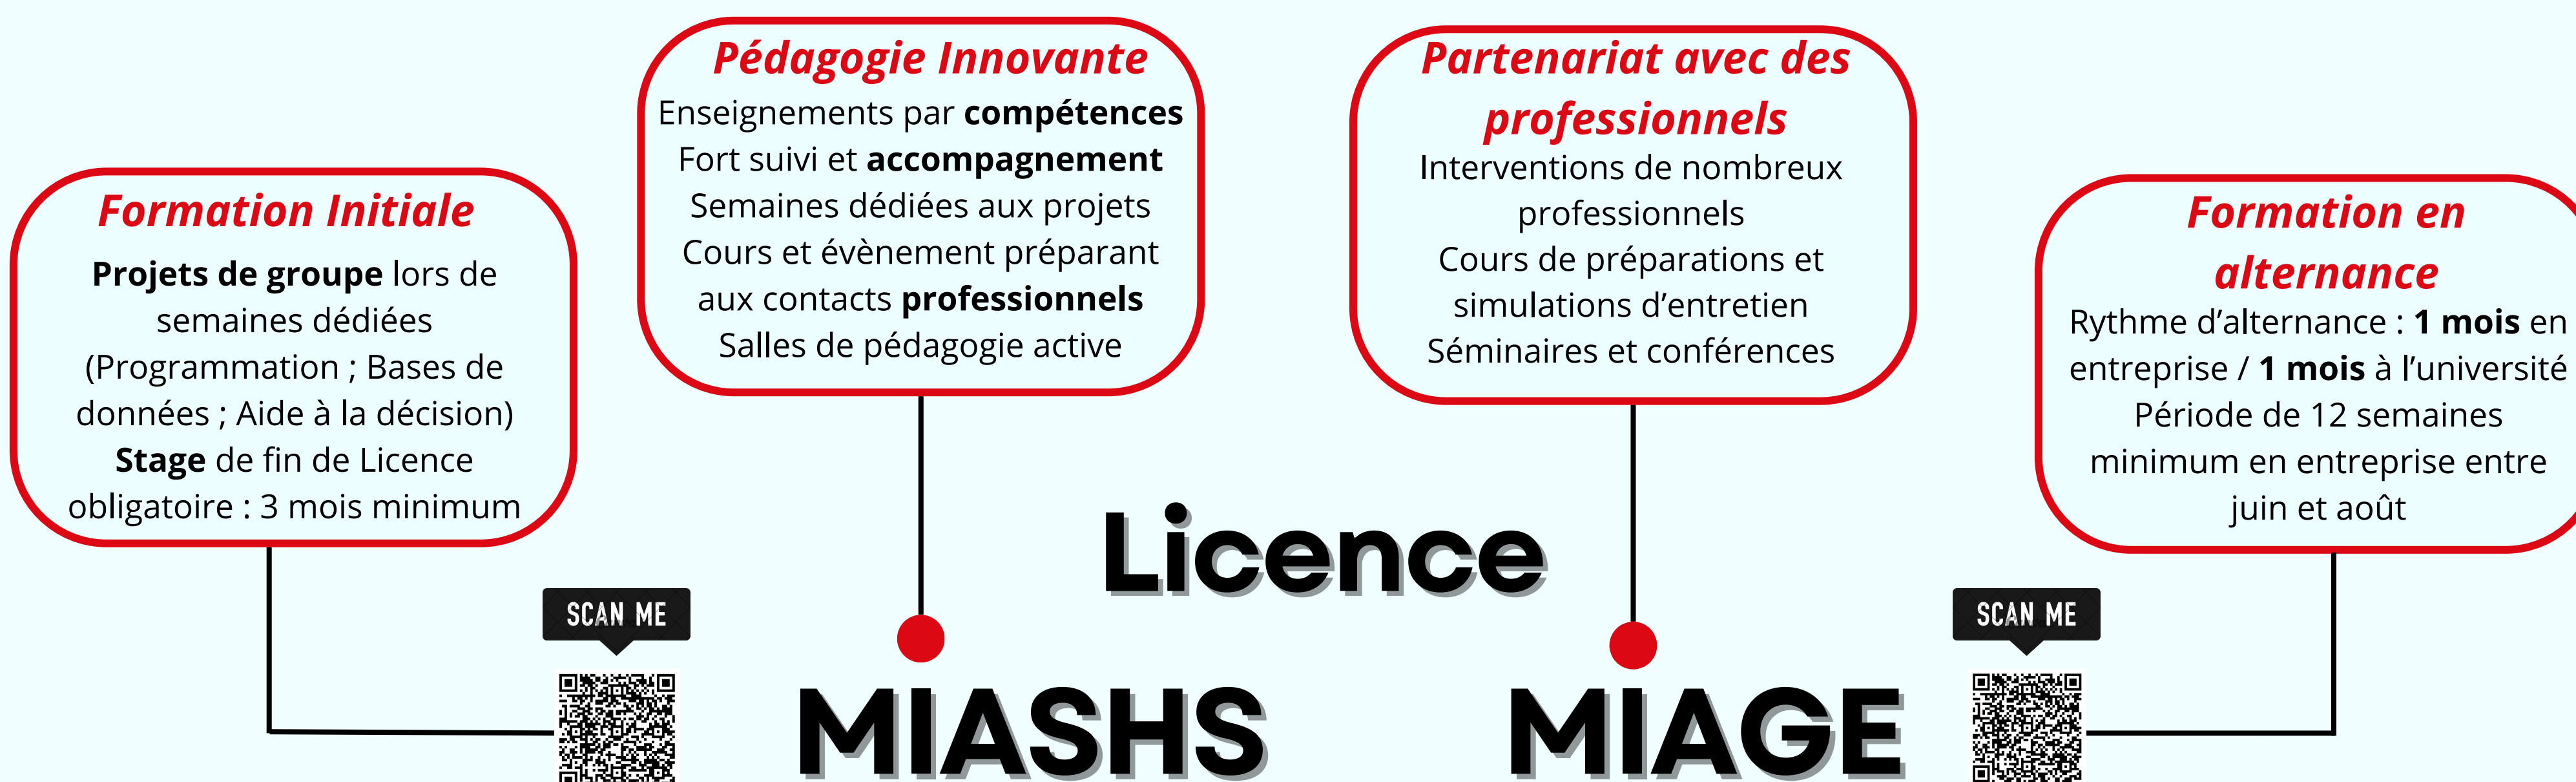 Formation Initiale
Projets de groupe lors de
semaines dédiées
(Programmation ; Bases de
données ; Aide à la décision)
Stage de fin de Licence
obligatoire : 3 mois minimum
Pédagogie Innovante
Enseignements par compétences
Fort suivi et accompagnement
Semaines dédiées aux projets
Cours et évènement préparant
aux contacts professionnels
Salles de pédagogie active
Partenariat avec des
professionnels
Interventions de nombreux
professionnels
Cours de préparations et
simulations d’entretien
Séminaires et conférences
Formation en
alternance
Rythme d’alternance : 1 mois en
entreprise / 1 mois à l’université
Période de 12 semaines
minimum en entreprise entre
juin et août
Licence
SCAN ME
SCAN ME
MIASHS
MIAGE